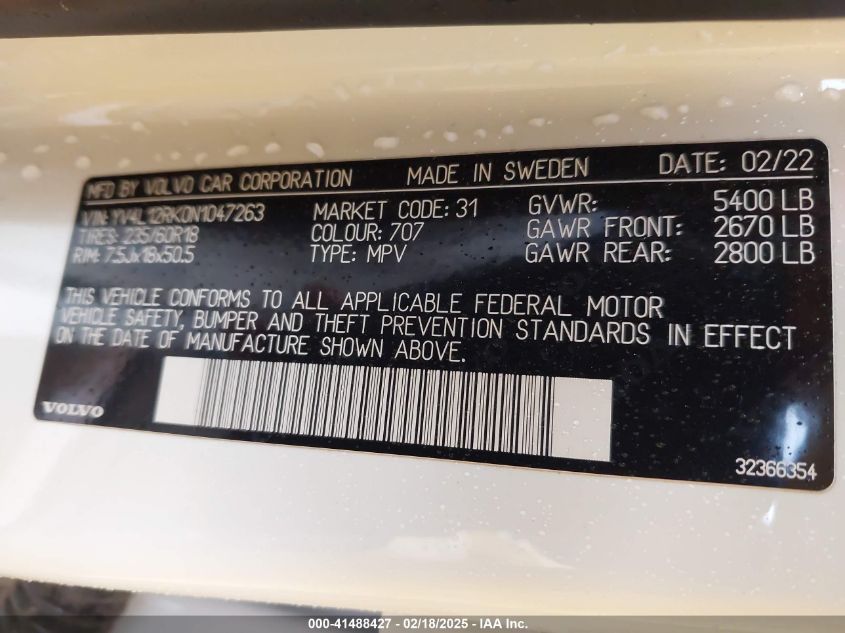 MFD BY VOLVO CAR CORPORATION MADE IN SWEDEN DATE: 02/22
VIN: YV4L12RK0N1047263 MARKET CODE: 31 GVWR: 5400 LB
TIRES: 235/60R18 COLOUR: 707 GAWR FRONT: 2670 LB
RIM: 7.5Jx18x50.5 TYPE: MPV GAWR REAR: 2800 LB
THIS VEHICLE CONFORMS TO ALL APPLICABLE FEDERAL MOTOR
VEHICLE SAFETY, BUMPER AND THEFT PREVENTION STANDARDS IN EFFECT
ON THE DATE OF MANUFACTURE SHOWN ABOVE.
VOLVO
32366354
000-41488427 - 02/18/2025 - IAA Inc.